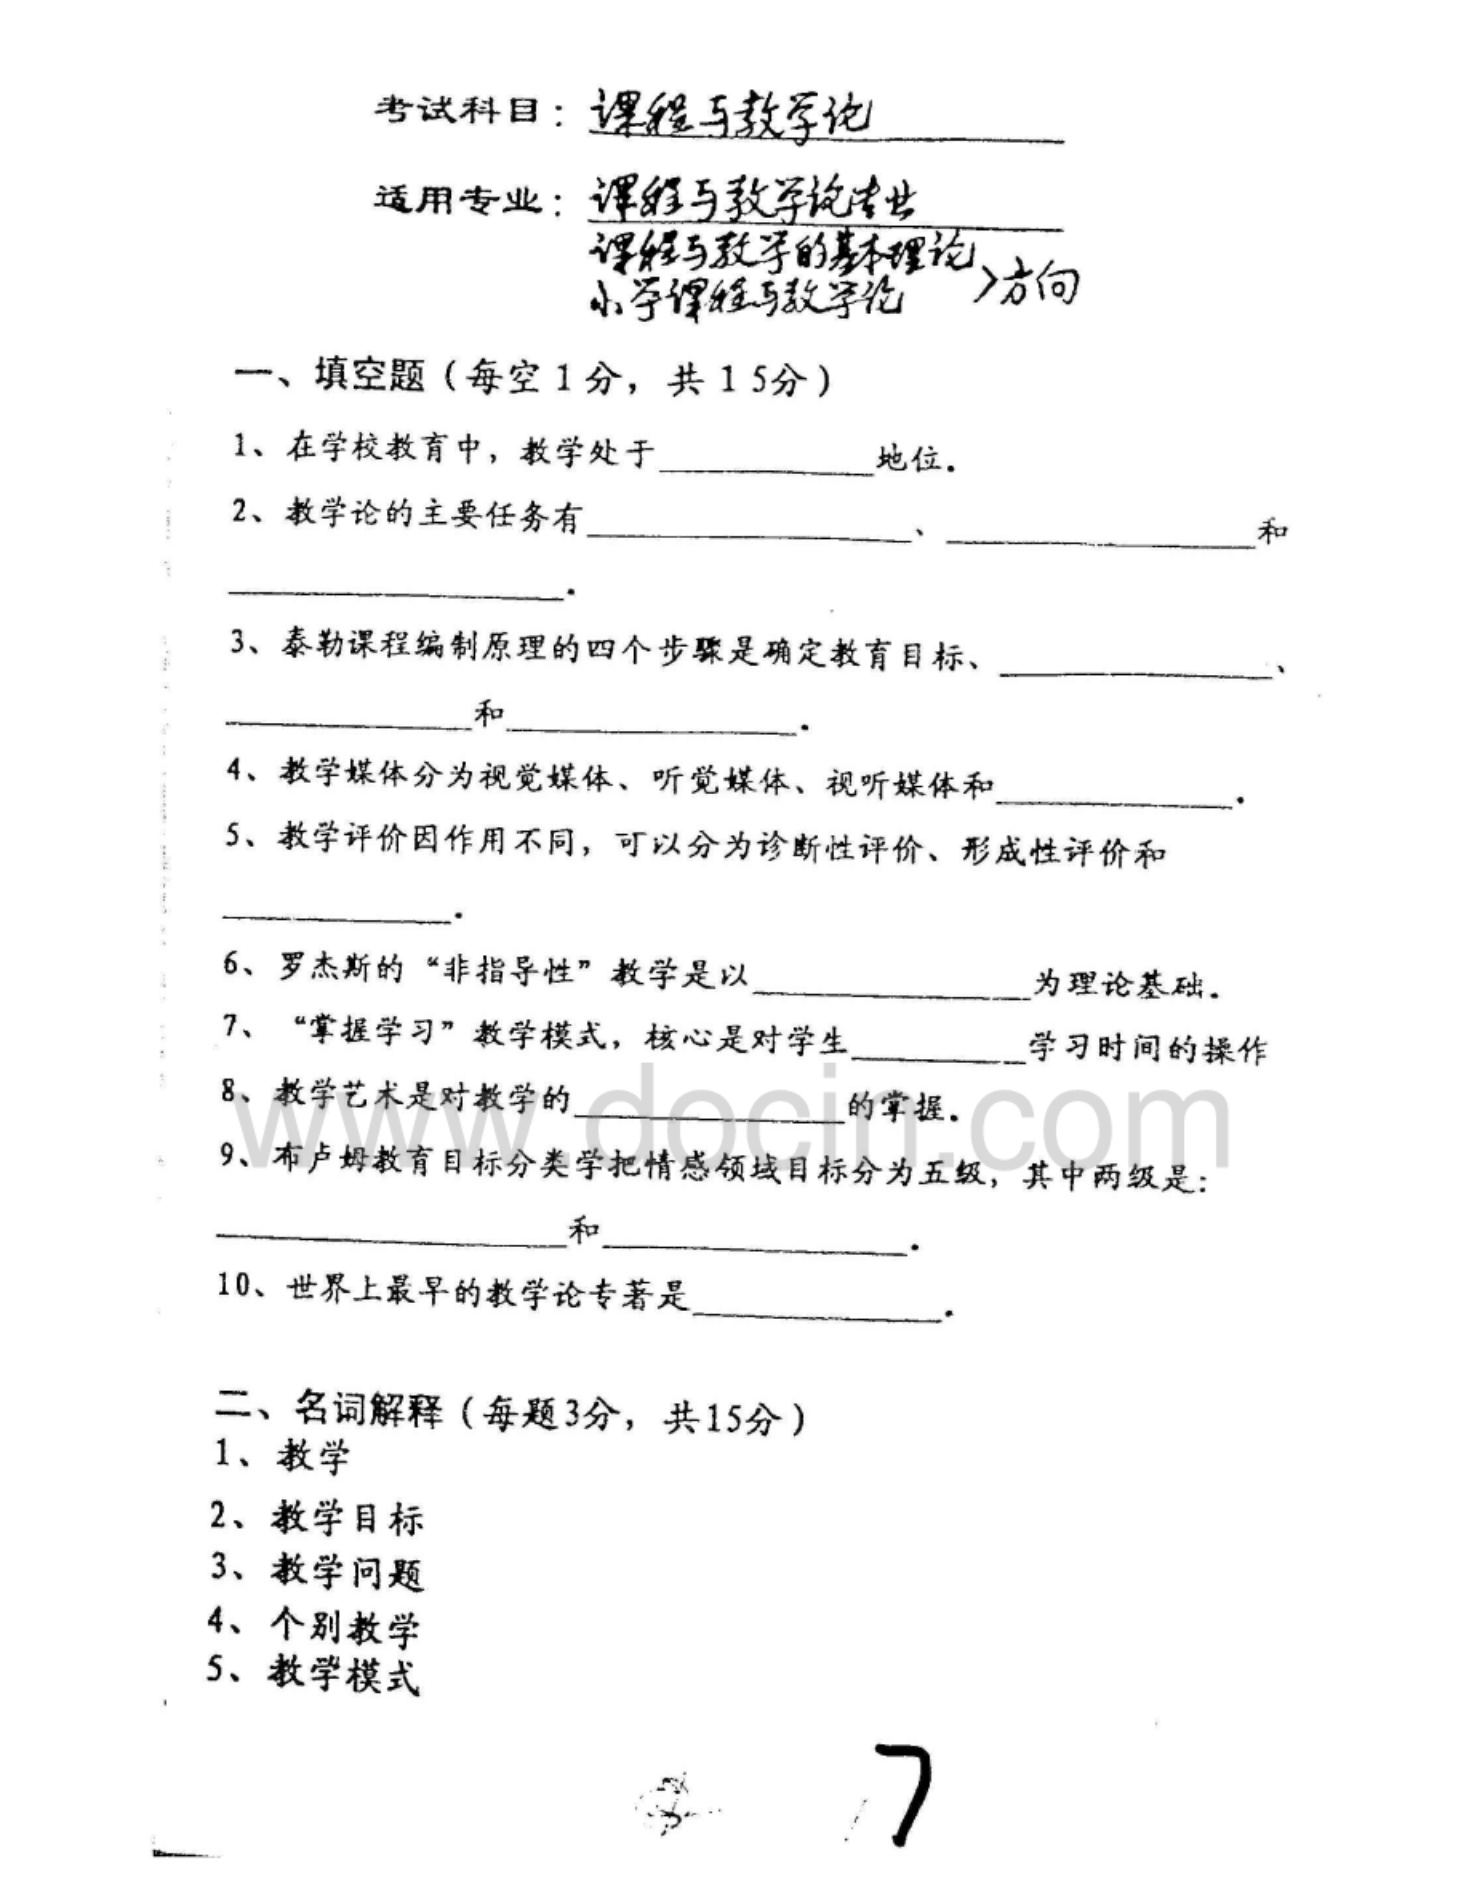 考试科目：课程与教学论
适用专业：课程与教学论专业
课程与教学的基本理论
小学课程与教学论 >方向
一、填空题（每空1分，共15分）
1、在学校教育中，教学处于____________地位．
2、教学论的主要任务有____________、____________和
____________．
3、泰勒课程编制原理的四个步骤是确定教育目标、____________、
____________和____________．
4、教学媒体分为视觉媒体、听觉媒体、视听媒体和____________．
5、教学评价因作用不同，可以分为诊断性评价、形成性评价和
____________．
6、罗杰斯的“非指导性”教学是以____________为理论基础．
7、“掌握学习”教学模式，核心是对学生____________学习时间的操作
8、教学艺术是对教学的____________的掌握．
www.docin.com
9、布卢姆教育目标分类学把情感领域目标分为五级，其中两级是：
____________和____________．
10、世界上最早的教学论专著是____________．
二、名词解释（每题3分，共15分）
1、教学
2、教学目标
3、教学问题
4、个别教学
5、教学模式
7